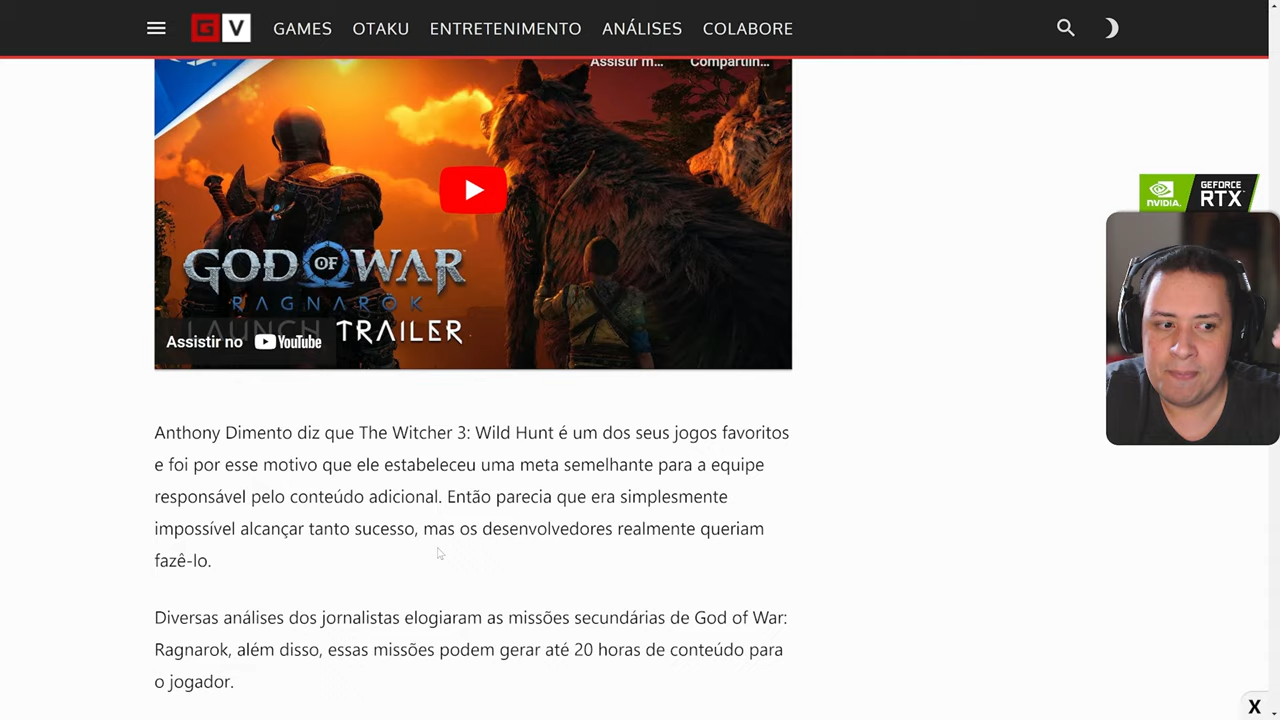 G V GAMES OTAKU ENTRETENIMENTO ANÁLISES COLABORE
Assistir m... Compartilh...
GOD OF WAR
RAGNARÖK
LAUNCH TRAILER
Assistir no YouTube
NVIDIA. GEFORCE RTX
Anthony Dimento diz que The Witcher 3: Wild Hunt é um dos seus jogos favoritos
e foi por esse motivo que ele estabeleceu uma meta semelhante para a equipe
responsável pelo conteúdo adicional. Então parecia que era simplesmente
impossível alcançar tanto sucesso, mas os desenvolvedores realmente queriam
fazê-lo.
Diversas análises dos jornalistas elogiaram as missões secundárias de God of War:
Ragnarok, além disso, essas missões podem gerar até 20 horas de conteúdo para
o jogador.
X